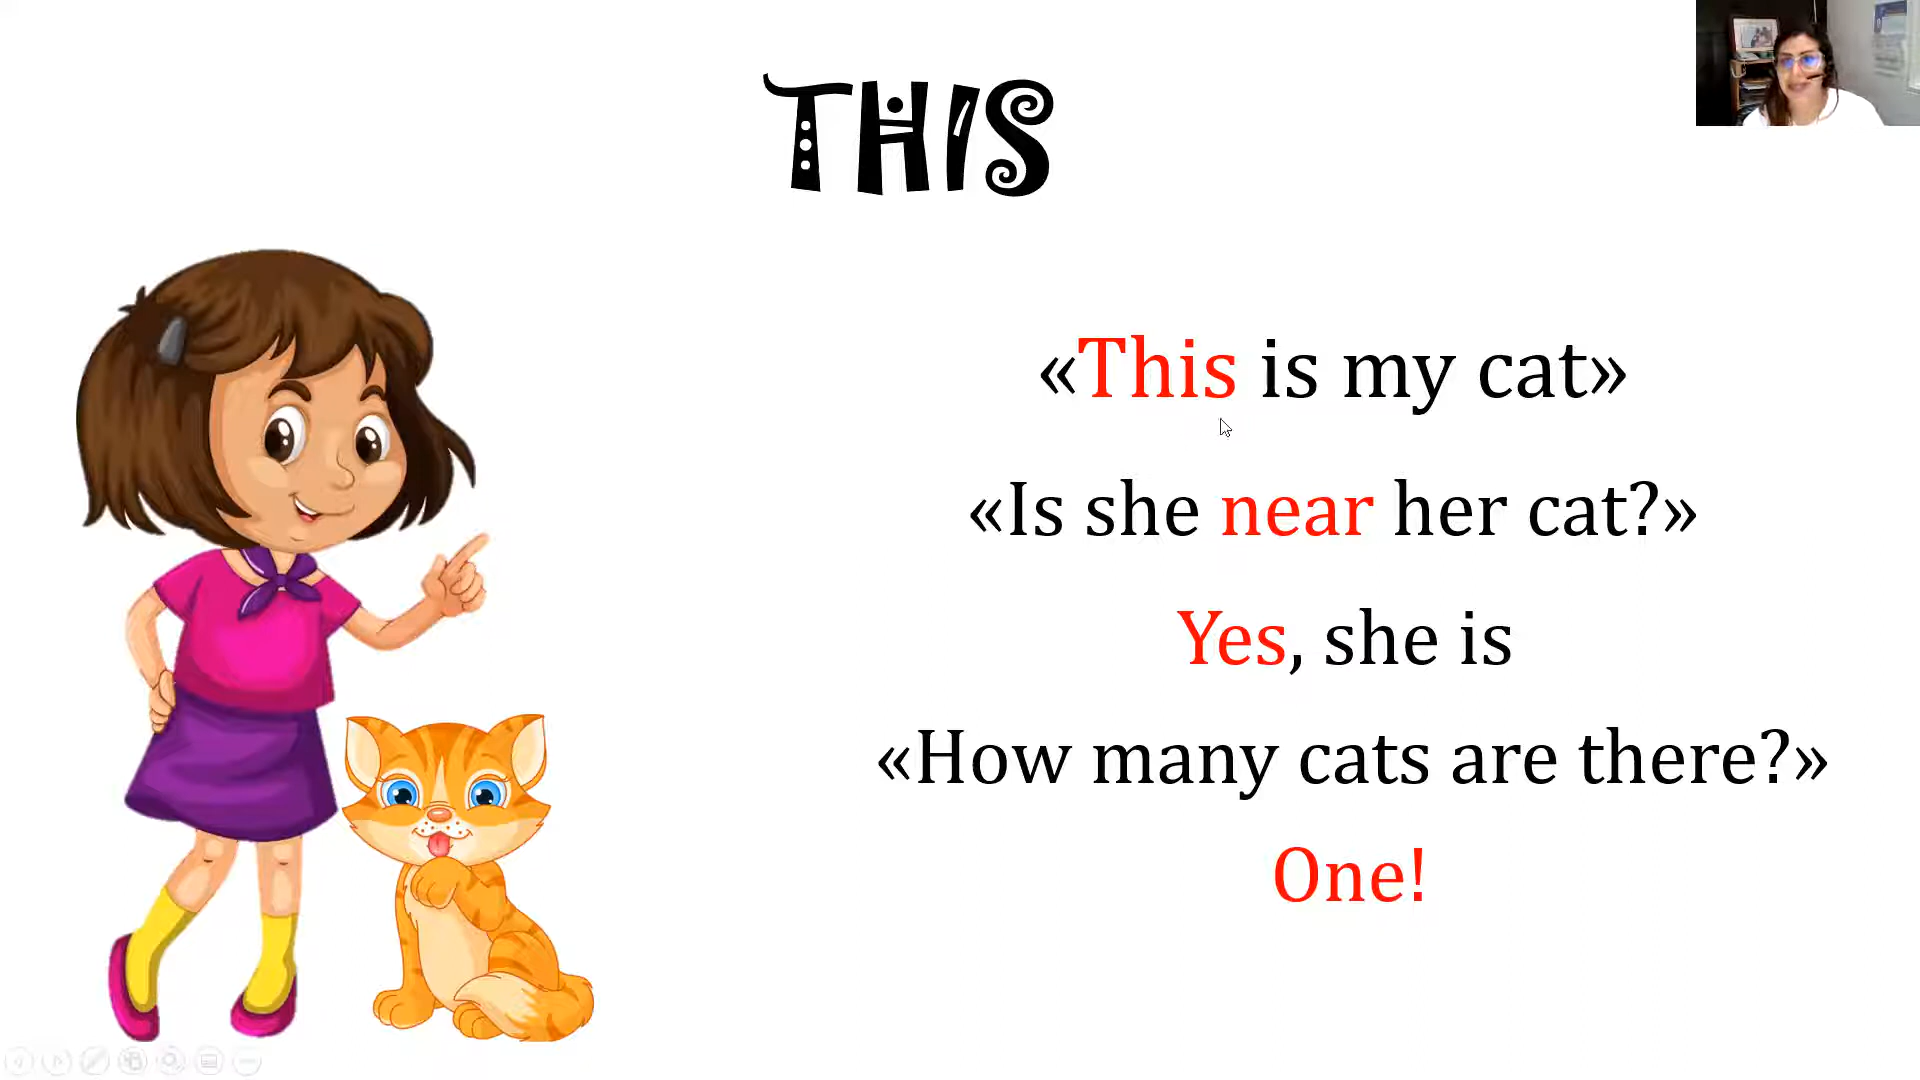 THIS
«This is my cat»
«Is she near her cat?»
Yes, she is
«How many cats are there?»
One!